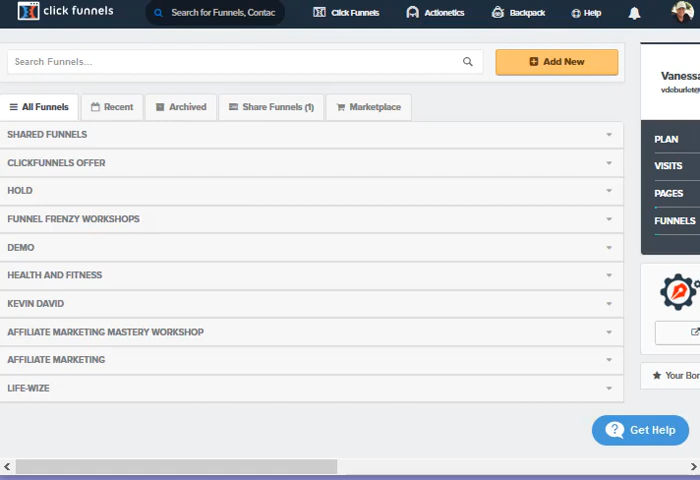 click funnels
Search for Funnels, Contac
Click Funnels
Actionetics
Backpack
Help
Search Funnels...
Add New
All Funnels
Recent
Archived
Share Funnels (1)
Marketplace
SHARED FUNNELS
CLICKFUNNELS OFFER
HOLD
FUNNEL FRENZY WORKSHOPS
DEMO
HEALTH AND FITNESS
KEVIN DAVID
AFFILIATE MARKETING MASTERY WORKSHOP
AFFILIATE MARKETING
LIFE-WIZE
Vanessa
vdeburlet@
PLAN
VISITS
PAGES
FUNNELS
Your Bon
Get Help